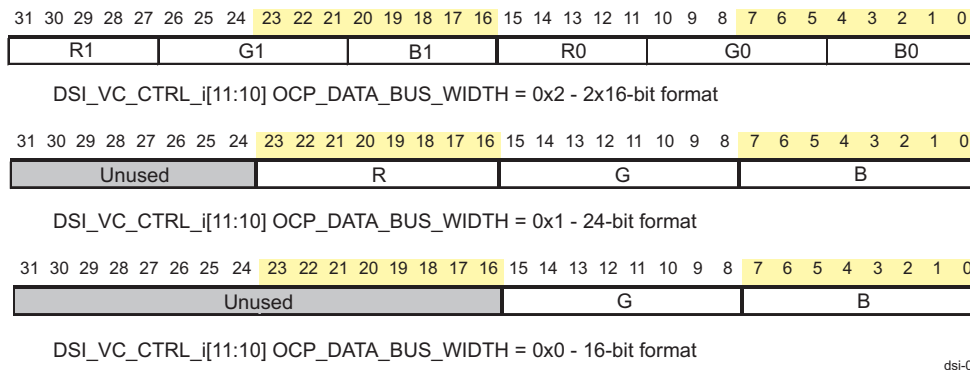 31 30 29 28 27 26 25 24 23 22 21 20 19 18 17 16 15 14 13 12 11 10 9 8 7 6 5 4 3 2 1 0
R1 G1 B1 R0 G0 B0
DSI_VC_CTRL_i[11:10] OCP_DATA_BUS_WIDTH = 0x2 - 2x16-bit format
31 30 29 28 27 26 25 24 23 22 21 20 19 18 17 16 15 14 13 12 11 10 9 8 7 6 5 4 3 2 1 0
Unused R G B
DSI_VC_CTRL_i[11:10] OCP_DATA_BUS_WIDTH = 0x1 - 24-bit format
31 30 29 28 27 26 25 24 23 22 21 20 19 18 17 16 15 14 13 12 11 10 9 8 7 6 5 4 3 2 1 0
Unused G B
DSI_VC_CTRL_i[11:10] OCP_DATA_BUS_WIDTH = 0x0 - 16-bit format